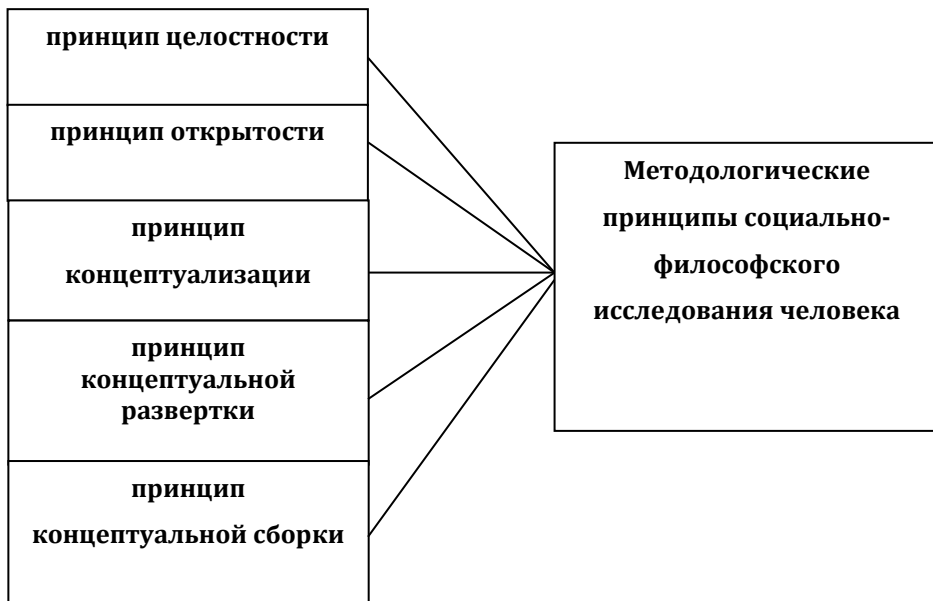 принцип целостности
принцип открытости
принцип
концептуализации
принцип
концептуальной
развертки
принцип
концептуальной сборки
Методологические
принципы социально-
философского
исследования человека